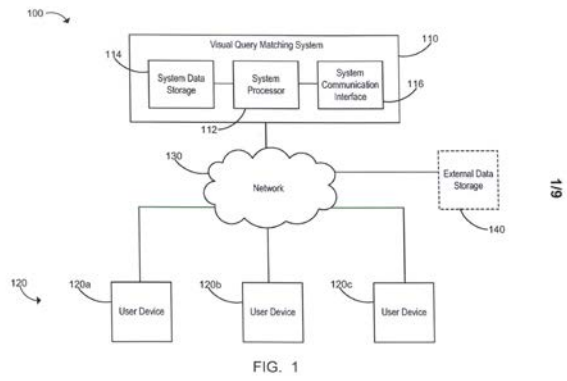 100
Visual Query Matching System
110
114
System Data
Storage
System
Processor
System
Communication
Interface
116
112
130
Network
External Data
Storage
140
1/9
120
120a
User Device
120b
User Device
120c
User Device
FIG. 1